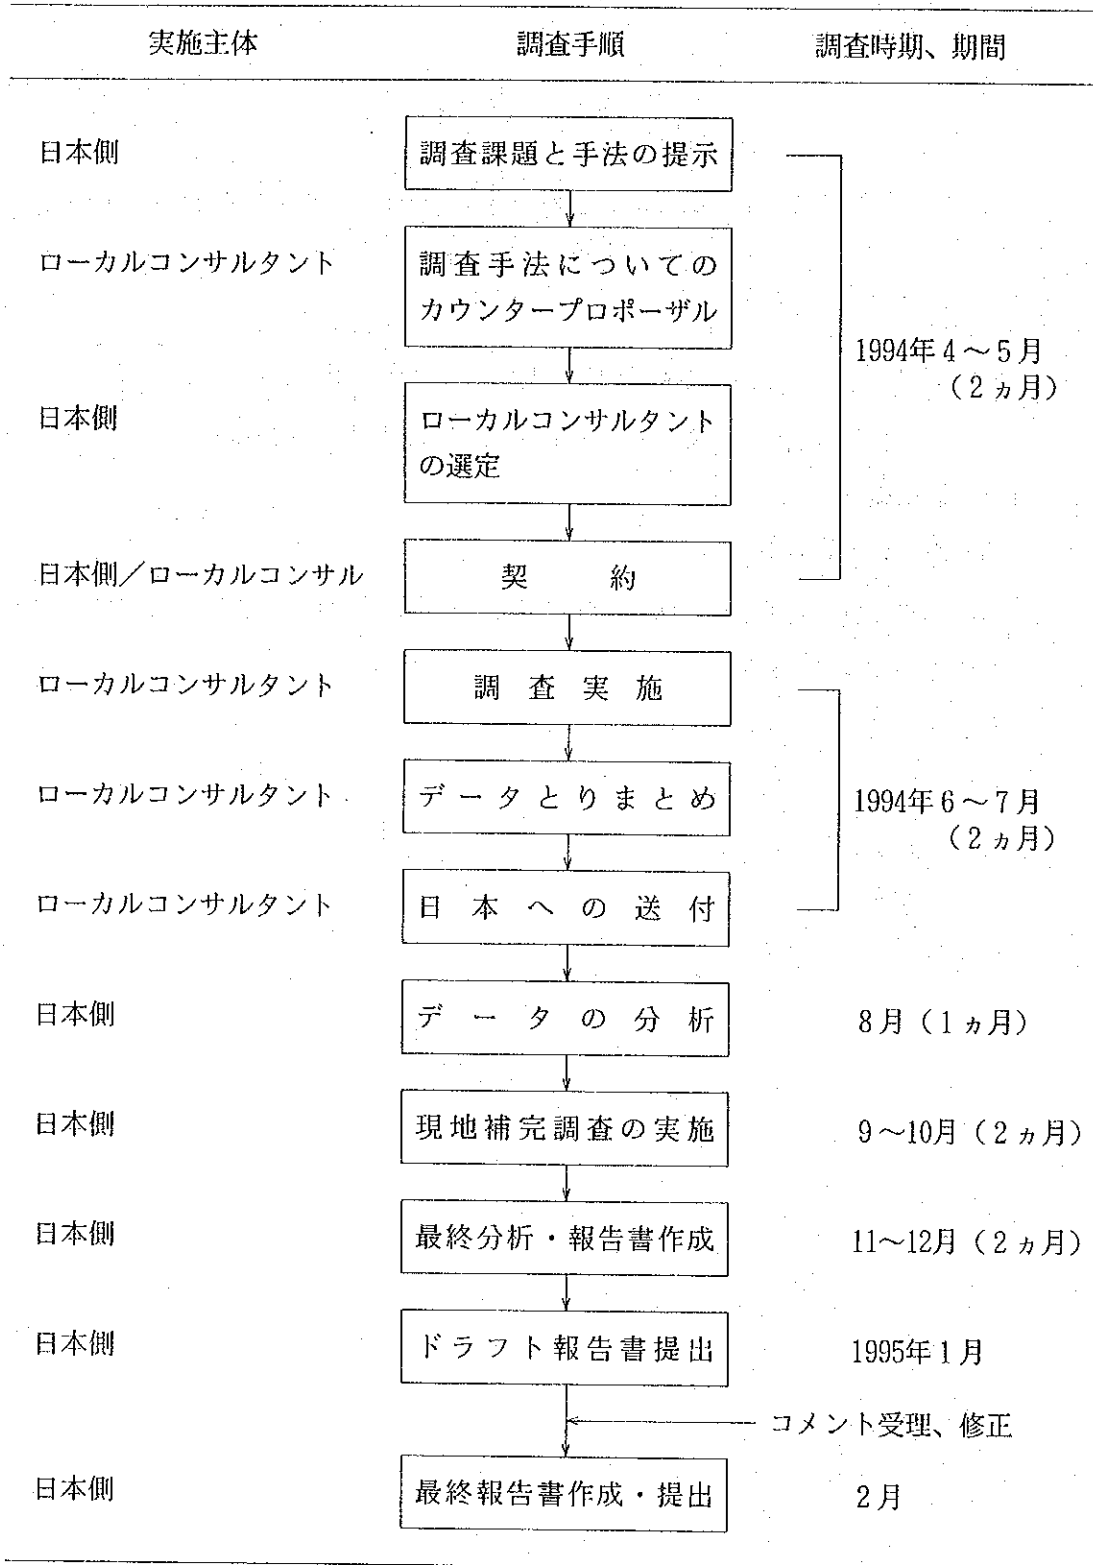 実施主体 調査手順 調査時期、期間
日本側 調査課題と手法の提示
ローカルコンサルタント 調査手法についての
カウンタープロポーザル
1994年4～5月
（2ヵ月）
日本側 ローカルコンサルタント
の選定
日本側／ローカルコンサル 契約
ローカルコンサルタント 調査実施
ローカルコンサルタント データとりまとめ 1994年6～7月
（2ヵ月）
ローカルコンサルタント 日本への送付
日本側 データの分析 8月（1ヵ月）
日本側 現地補完調査の実施 9～10月（2ヵ月）
日本側 最終分析・報告書作成 11～12月（2ヵ月）
日本側 ドラフト報告書提出 1995年1月
コメント受理、修正
日本側 最終報告書作成・提出 2月